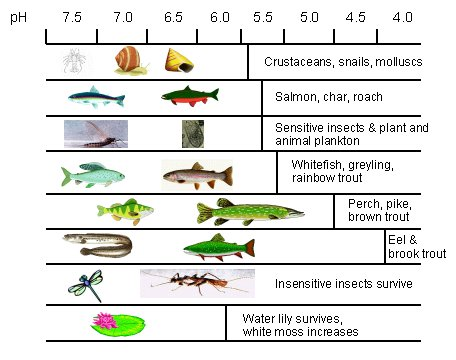 pH 7.5 7.0 6.5 6.0 5.0 4.5 4.0
Crustaceans, snails, molluscs
Salmon, char, roach
Sensitive insects & plant and
animal plankton
Whitefish, greyling,
rainbow trout
Perch, pike,
brown trout
Eel &
brook trout
Insensitive insects survive
Water lily survives,
white moss increases